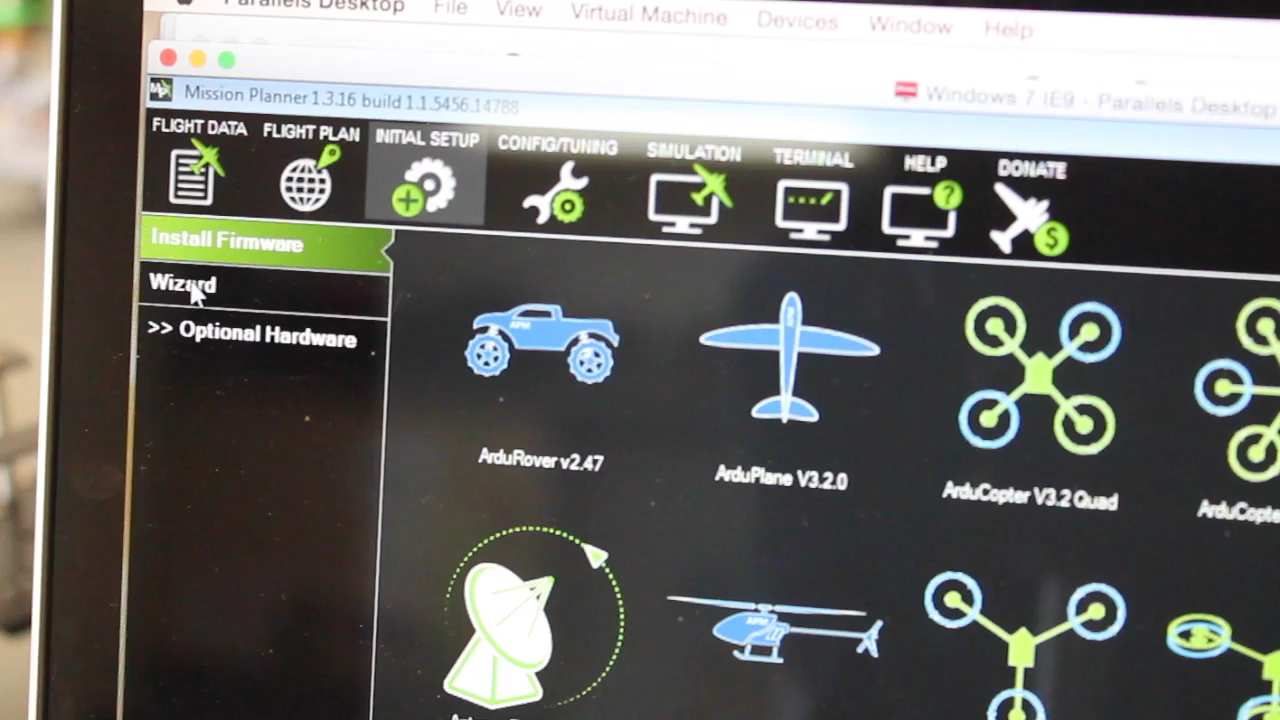 Parallels Desktop File View Virtual Machine Devices Window Help
Windows 7 IE9 - Parallels Desktop
Mission Planner 1.3.16 build 1.1.5456.14788
FLIGHT DATA FLIGHT PLAN INITIAL SETUP CONFIG/TUNING SIMULATION TERMINAL HELP DONATE
Install Firmware
Wizard
>> Optional Hardware
APM
ArduRover v2.47
ArduPlane V3.2.0
ArduCopter V3.2 Quad
APM